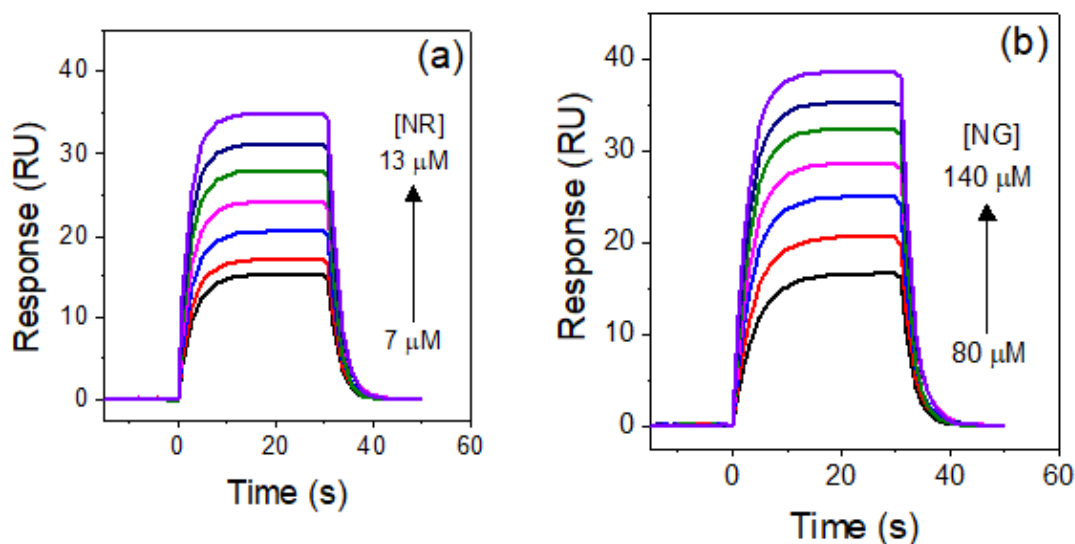 (a)
Response (RU)
40
30
20
10
0
[NR]
13 μM
7 μM
0 20 40 60
Time (s)
(b)
Response (RU)
40
30
20
10
0
[NG]
140 μM
80 μM
0 20 40 60
Time (s)